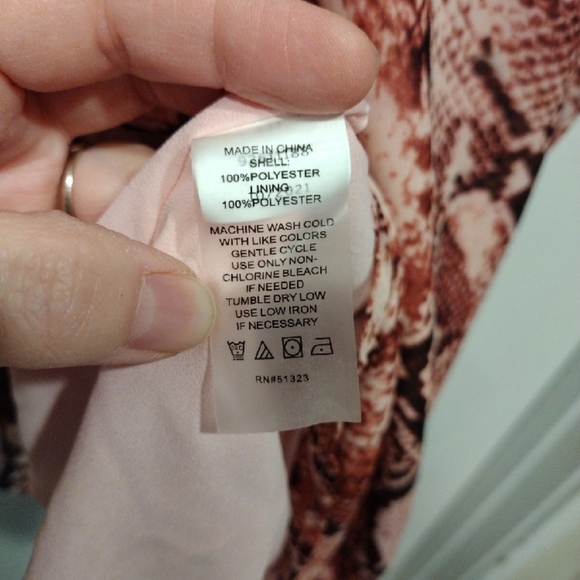 MADE IN CHINA
SHELL:
100%POLYESTER
LINING
100%POLYESTER
MACHINE WASH COLD
WITH LIKE COLORS
GENTLE CYCLE
USE ONLY NON-
CHLORINE BLEACH
IF NEEDED
TUMBLE DRY LOW
USE LOW IRON
IF NECESSARY
RN#51323